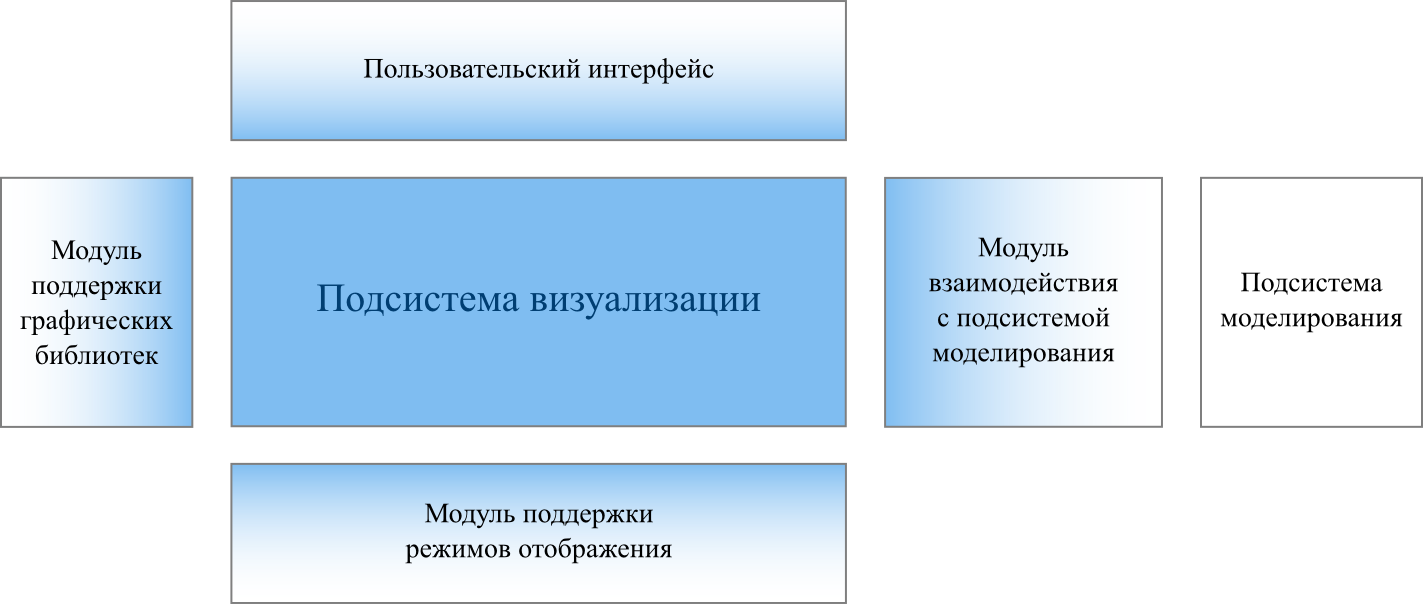 Пользовательский интерфейс
Модуль
поддержки
графических
библиотек
Подсистема визуализации
Модуль
взаимодействия
с подсистемой
моделирования
Подсистема
моделирования
Модуль поддержки
режимов отображения